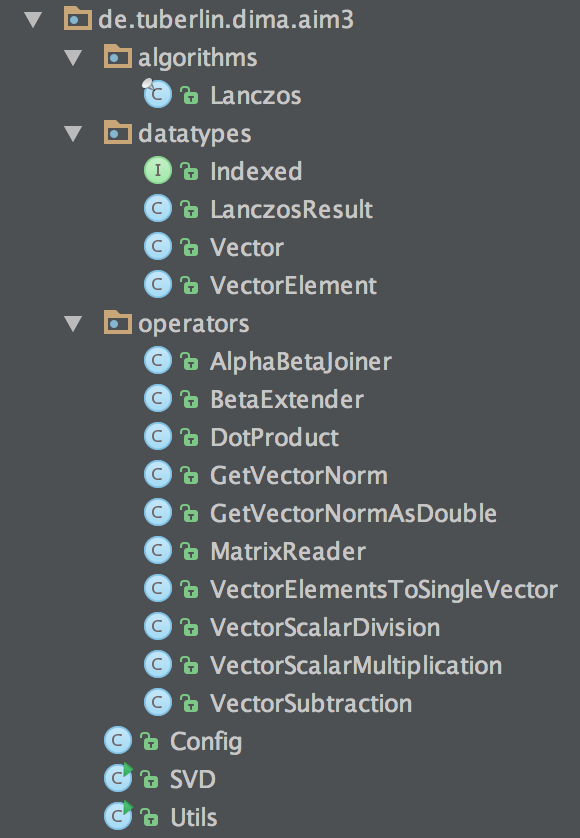 de.tuberlin.dima.aim3
algorithms
C Lanczos
datatypes
I Indexed
C LanczosResult
C Vector
C VectorElement
operators
C AlphaBetaJoiner
C BetaExtender
C DotProduct
C GetVectorNorm
C GetVectorNormAsDouble
C MatrixReader
C VectorElementsToSingleVector
C VectorScalarDivision
C VectorScalarMultiplication
C VectorSubtraction
C Config
C SVD
C Utils